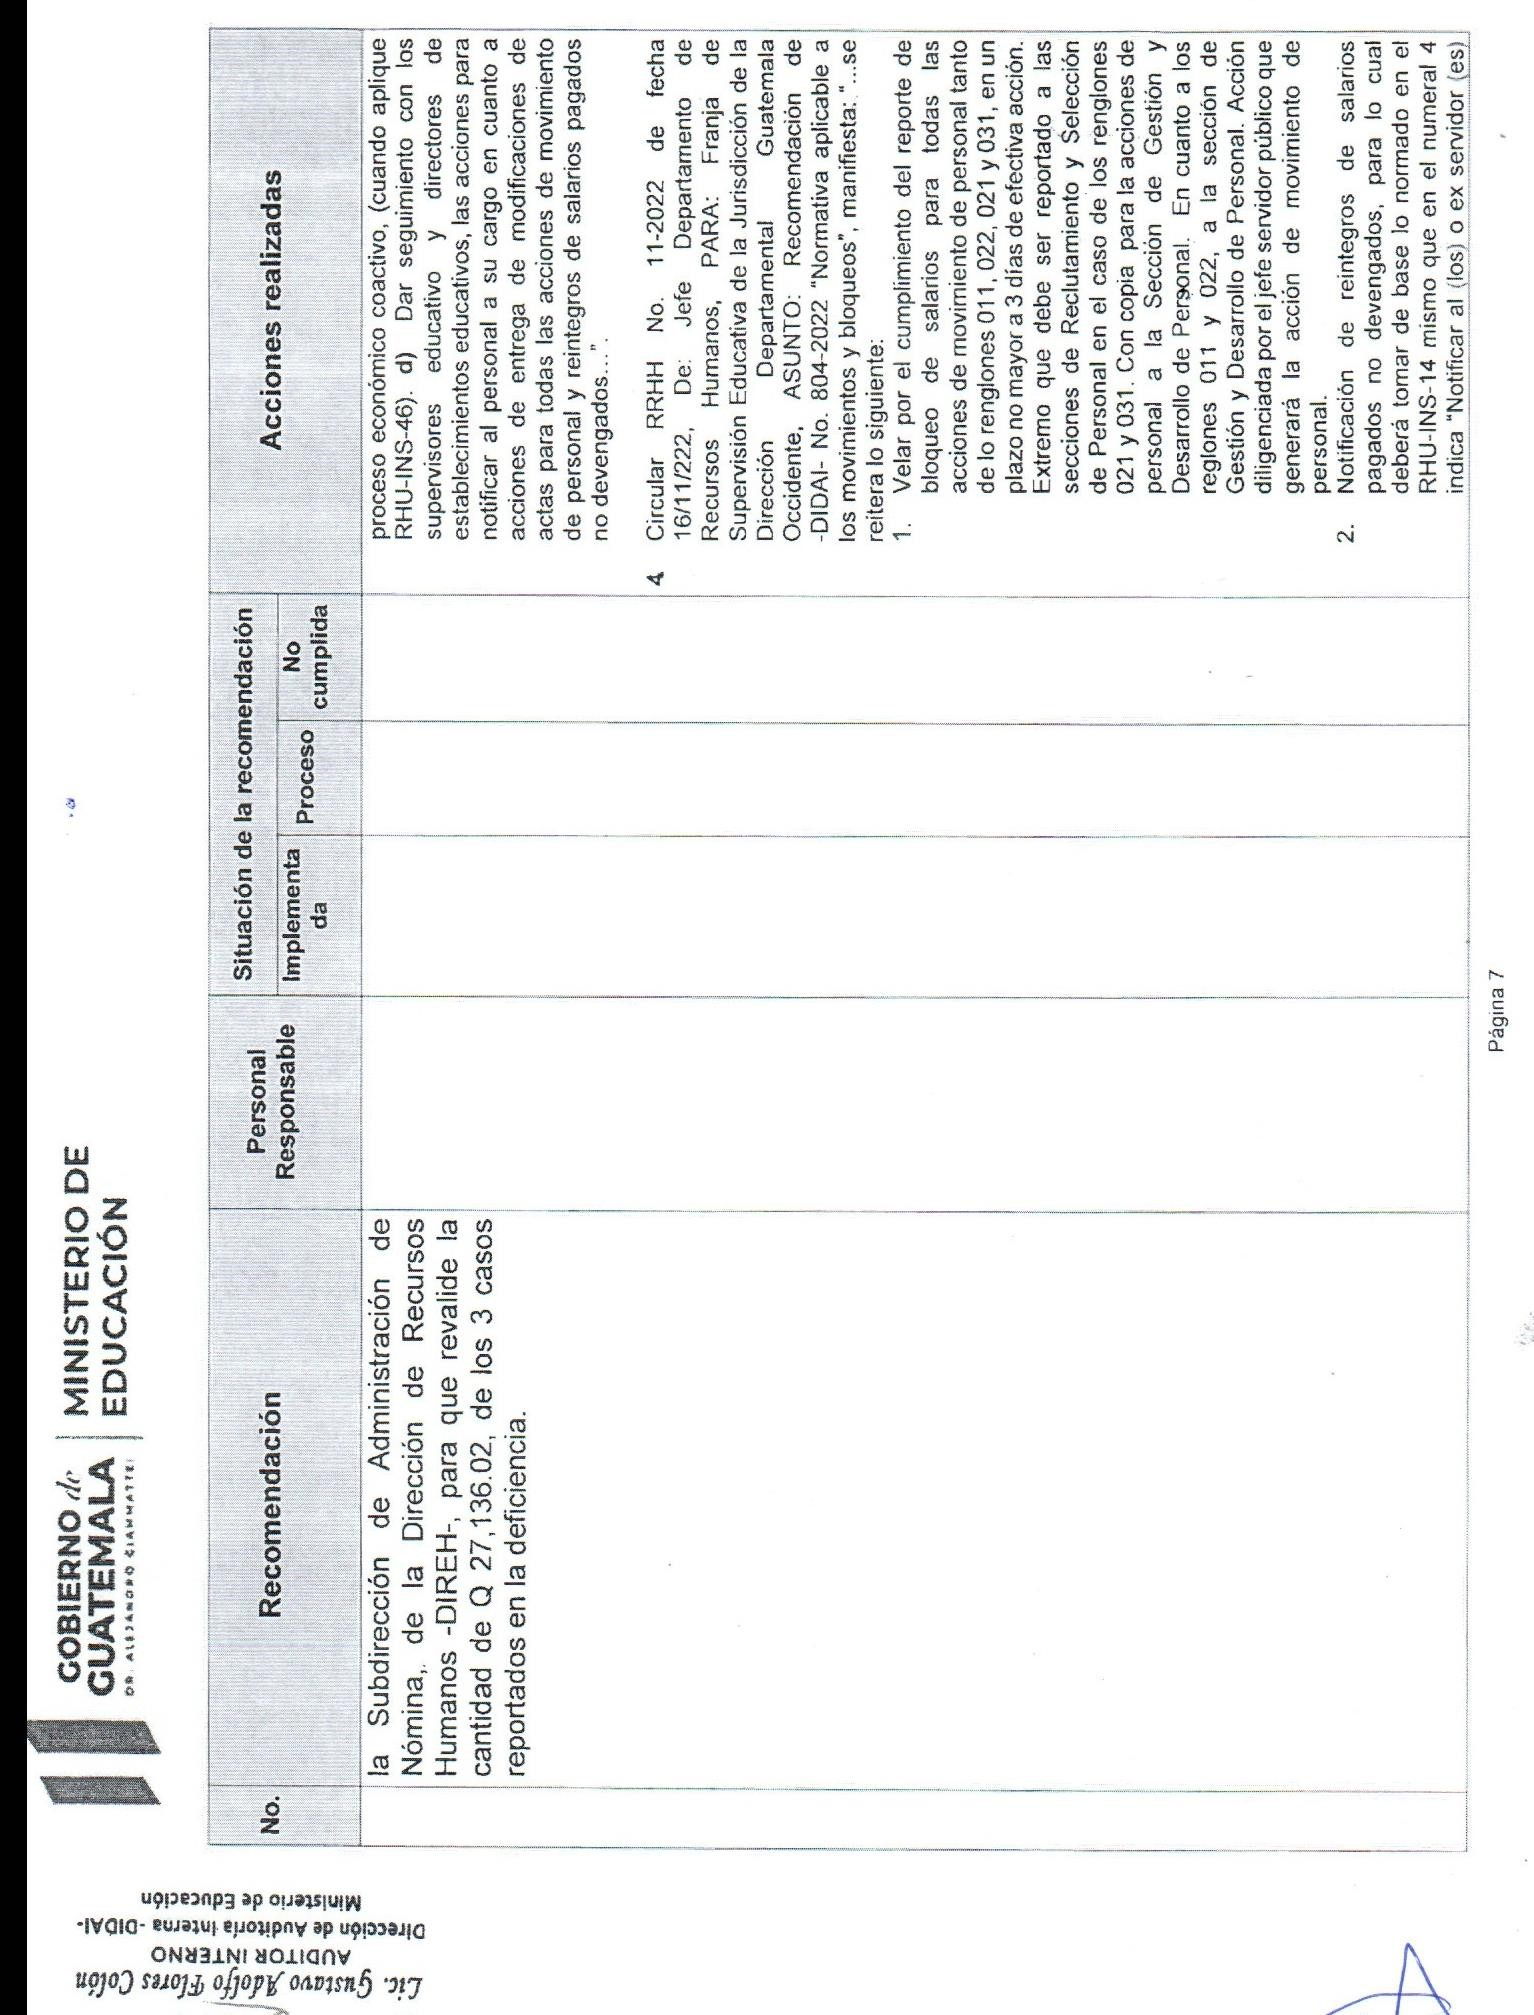 GOBIERNO de
GUATEMALA
DR. ALEJANDRO GIAMMATTEI
MINISTERIO DE
EDUCACIÓN
No.
Recomendación
Personal
Responsable
Situación de la recomendación
Implementa
da
Proceso
No
cumplida
Acciones realizadas
la Subdirección de Administración de
Nómina, de la Dirección de Recursos
Humanos -DIREH-, para que revalide la
cantidad de Q 27,136.02, de los 3 casos
reportados en la deficiencia.
proceso económico coactivo, (cuando aplique
RHU-INS-46). d) Dar seguimiento con los
supervisores educativo y directores de
establecimientos educativos, las acciones para
notificar al personal a su cargo en cuanto a
acciones de entrega de modificaciones de
actas para todas las acciones de movimiento
de personal y reintegros de salarios pagados
no devengados...".
4 Circular RRHH No. 11-2022 de fecha
16/11/222, De: Jefe Departamento de
Recursos Humanos, PARA: Franja de
Supervisión Educativa de la Jurisdicción de la
Dirección Departamental Guatemala
Occidente, ASUNTO: Recomendación de
-DIDAI- No. 804-2022 "Normativa aplicable a
los movimientos y bloqueos", manifiesta: "...se
reitera lo siguiente:
1. Velar por el cumplimiento del reporte de
bloqueo de salarios para todas las
acciones de movimiento de personal tanto
de lo renglones 011, 022, 021 y 031, en un
plazo no mayor a 3 días de efectiva acción.
Extremo que debe ser reportado a las
secciones de Reclutamiento y Selección
de Personal en el caso de los renglones
021 y 031. Con copia para la acciones de
personal a la Sección de Gestión y
Desarrollo de Personal. En cuanto a los
reglones 011 y 022, a la sección de
Gestión y Desarrollo de Personal. Acción
diligenciada por el jefe servidor público que
generará la acción de movimiento de
personal.
2. Notificación de reintegros de salarios
pagados no devengados, para lo cual
deberá tomar de base lo normado en el
RHU-INS-14 mismo que en el numeral 4
indica "Notificar al (los) o ex servidor (es)
Página 7
Lic. Gustavo Adolfo Flores Colón
AUDITOR INTERNO
Dirección de Auditoría Interna -DIDAI-
Ministerio de Educación